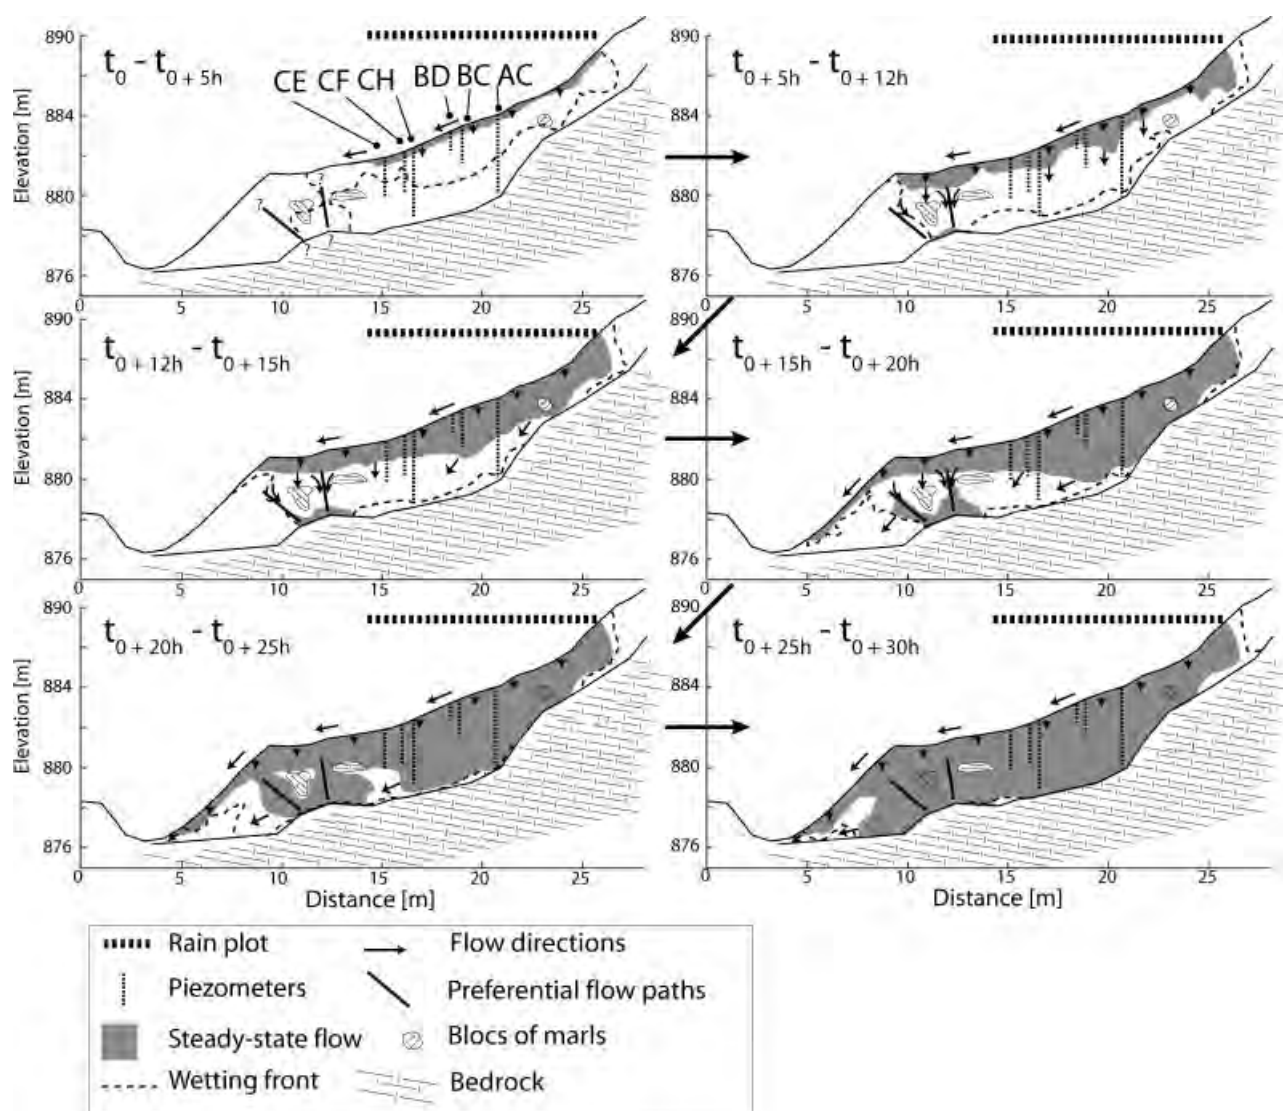 t0 - t0 + 5h
CE CF CH BD BC AC
Elevation [m]
890
884
880
876
0 5 10 15 20 25
? ? ? ?
t0 + 5h - t0 + 12h
890
884
880
876
0 5 10 15 20 25
t0 + 12h - t0 + 15h
Elevation [m]
890
884
880
876
0 5 10 15 20 25
t0 + 15h - t0 + 20h
890
884
880
876
0 5 10 15 20 25
t0 + 20h - t0 + 25h
Elevation [m]
890
884
880
876
0 5 10 15 20 25
Distance [m]
t0 + 25h - t0 + 30h
890
884
880
876
0 5 10 15 20 25
Distance [m]
Rain plot
Flow directions
Piezometers
Preferential flow paths
Steady-state flow
Blocs of marls
Wetting front
Bedrock